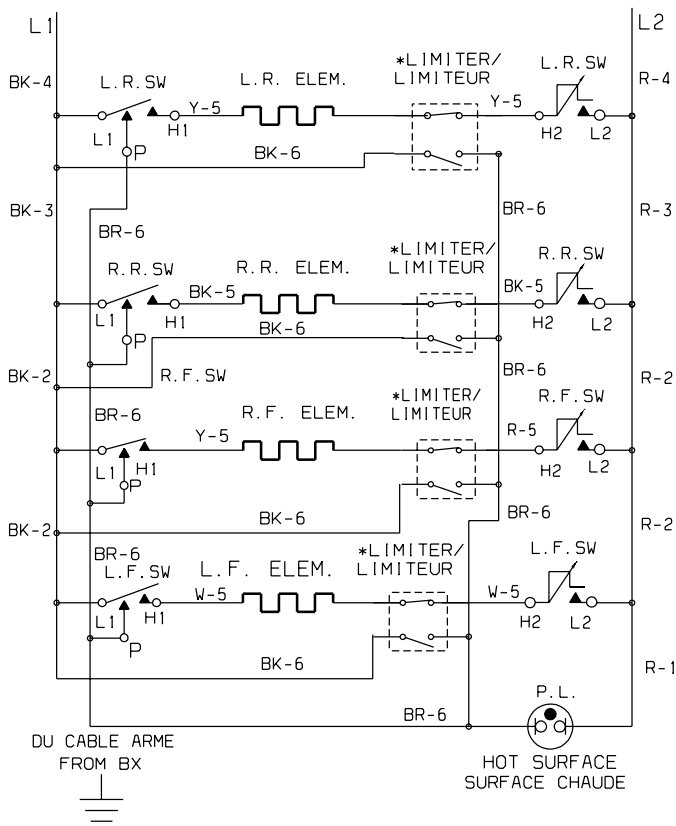 L1
L2
BK-4
L.R.SW
L.R. ELEM.
*LIMITER/
LIMITEUR
L.R.SW
R-4
Y-5
Y-5
L1
H1
H2
L2
P
BK-6
BK-3
BR-6
BR-6
R-3
R.R.SW
R.R. ELEM.
*LIMITER/
LIMITEUR
R.R.SW
BK-5
BK-5
L1
H1
H2
L2
P
BK-6
BK-2
R.F.SW
BR-6
R-2
BR-6
R.F. ELEM.
*LIMITER/
LIMITEUR
R.F.SW
Y-5
R-5
L1
H1
H2
L2
P
BK-6
BK-2
BR-6
R-2
BR-6
L.F.SW
L.F. ELEM.
*LIMITER/
LIMITEUR
L.F.SW
W-5
W-5
L1
H1
H2
L2
P
BK-6
R-1
BR-6
P.L.
DU CABLE ARME
FROM BX
HOT SURFACE
SURFACE CHAUDE